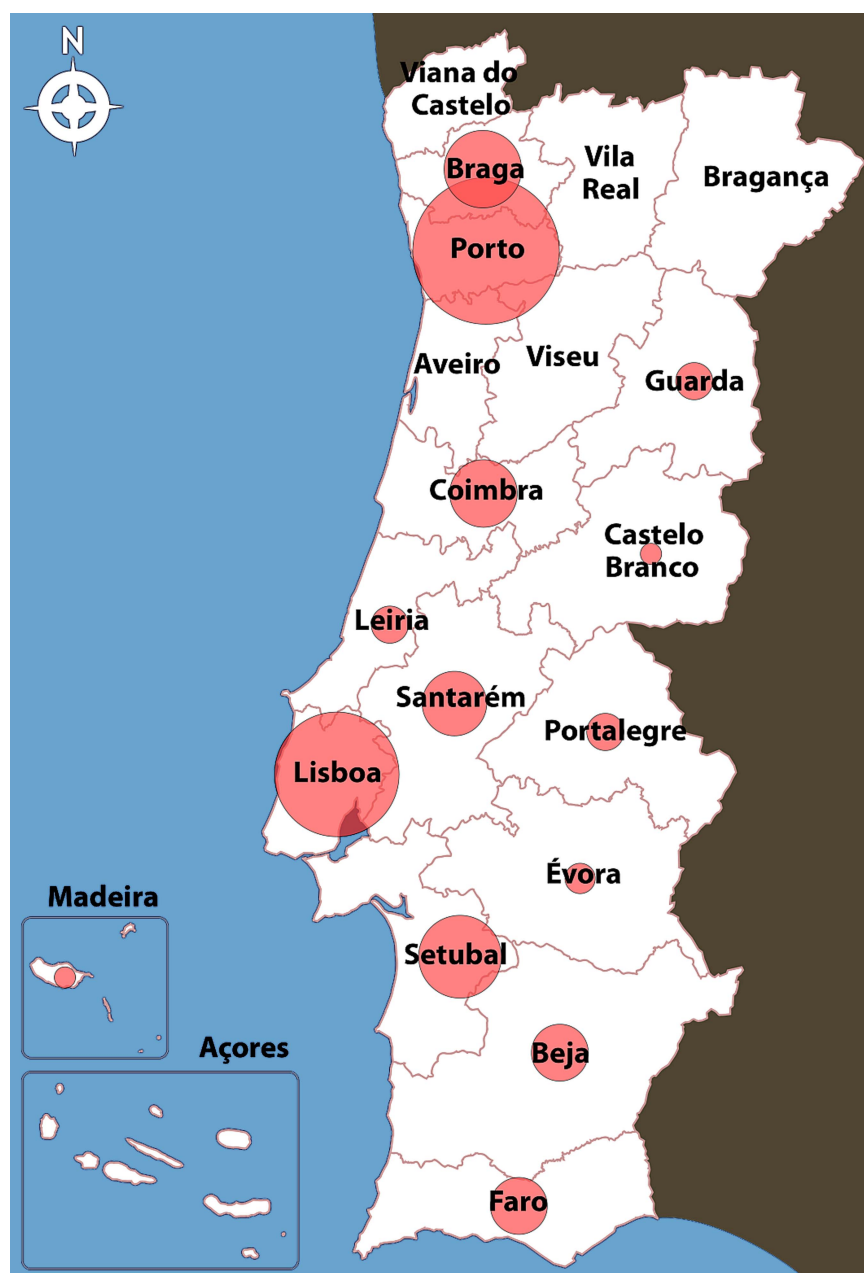 N
Viana do
Castelo
Braga
Vila
Real
Bragança
Porto
Aveiro
Viseu
Guarda
Coimbra
Castelo
Branco
Leiria
Santarém
Portalegre
Lisboa
Évora
Madeira
Setubal
Açores
Beja
Faro